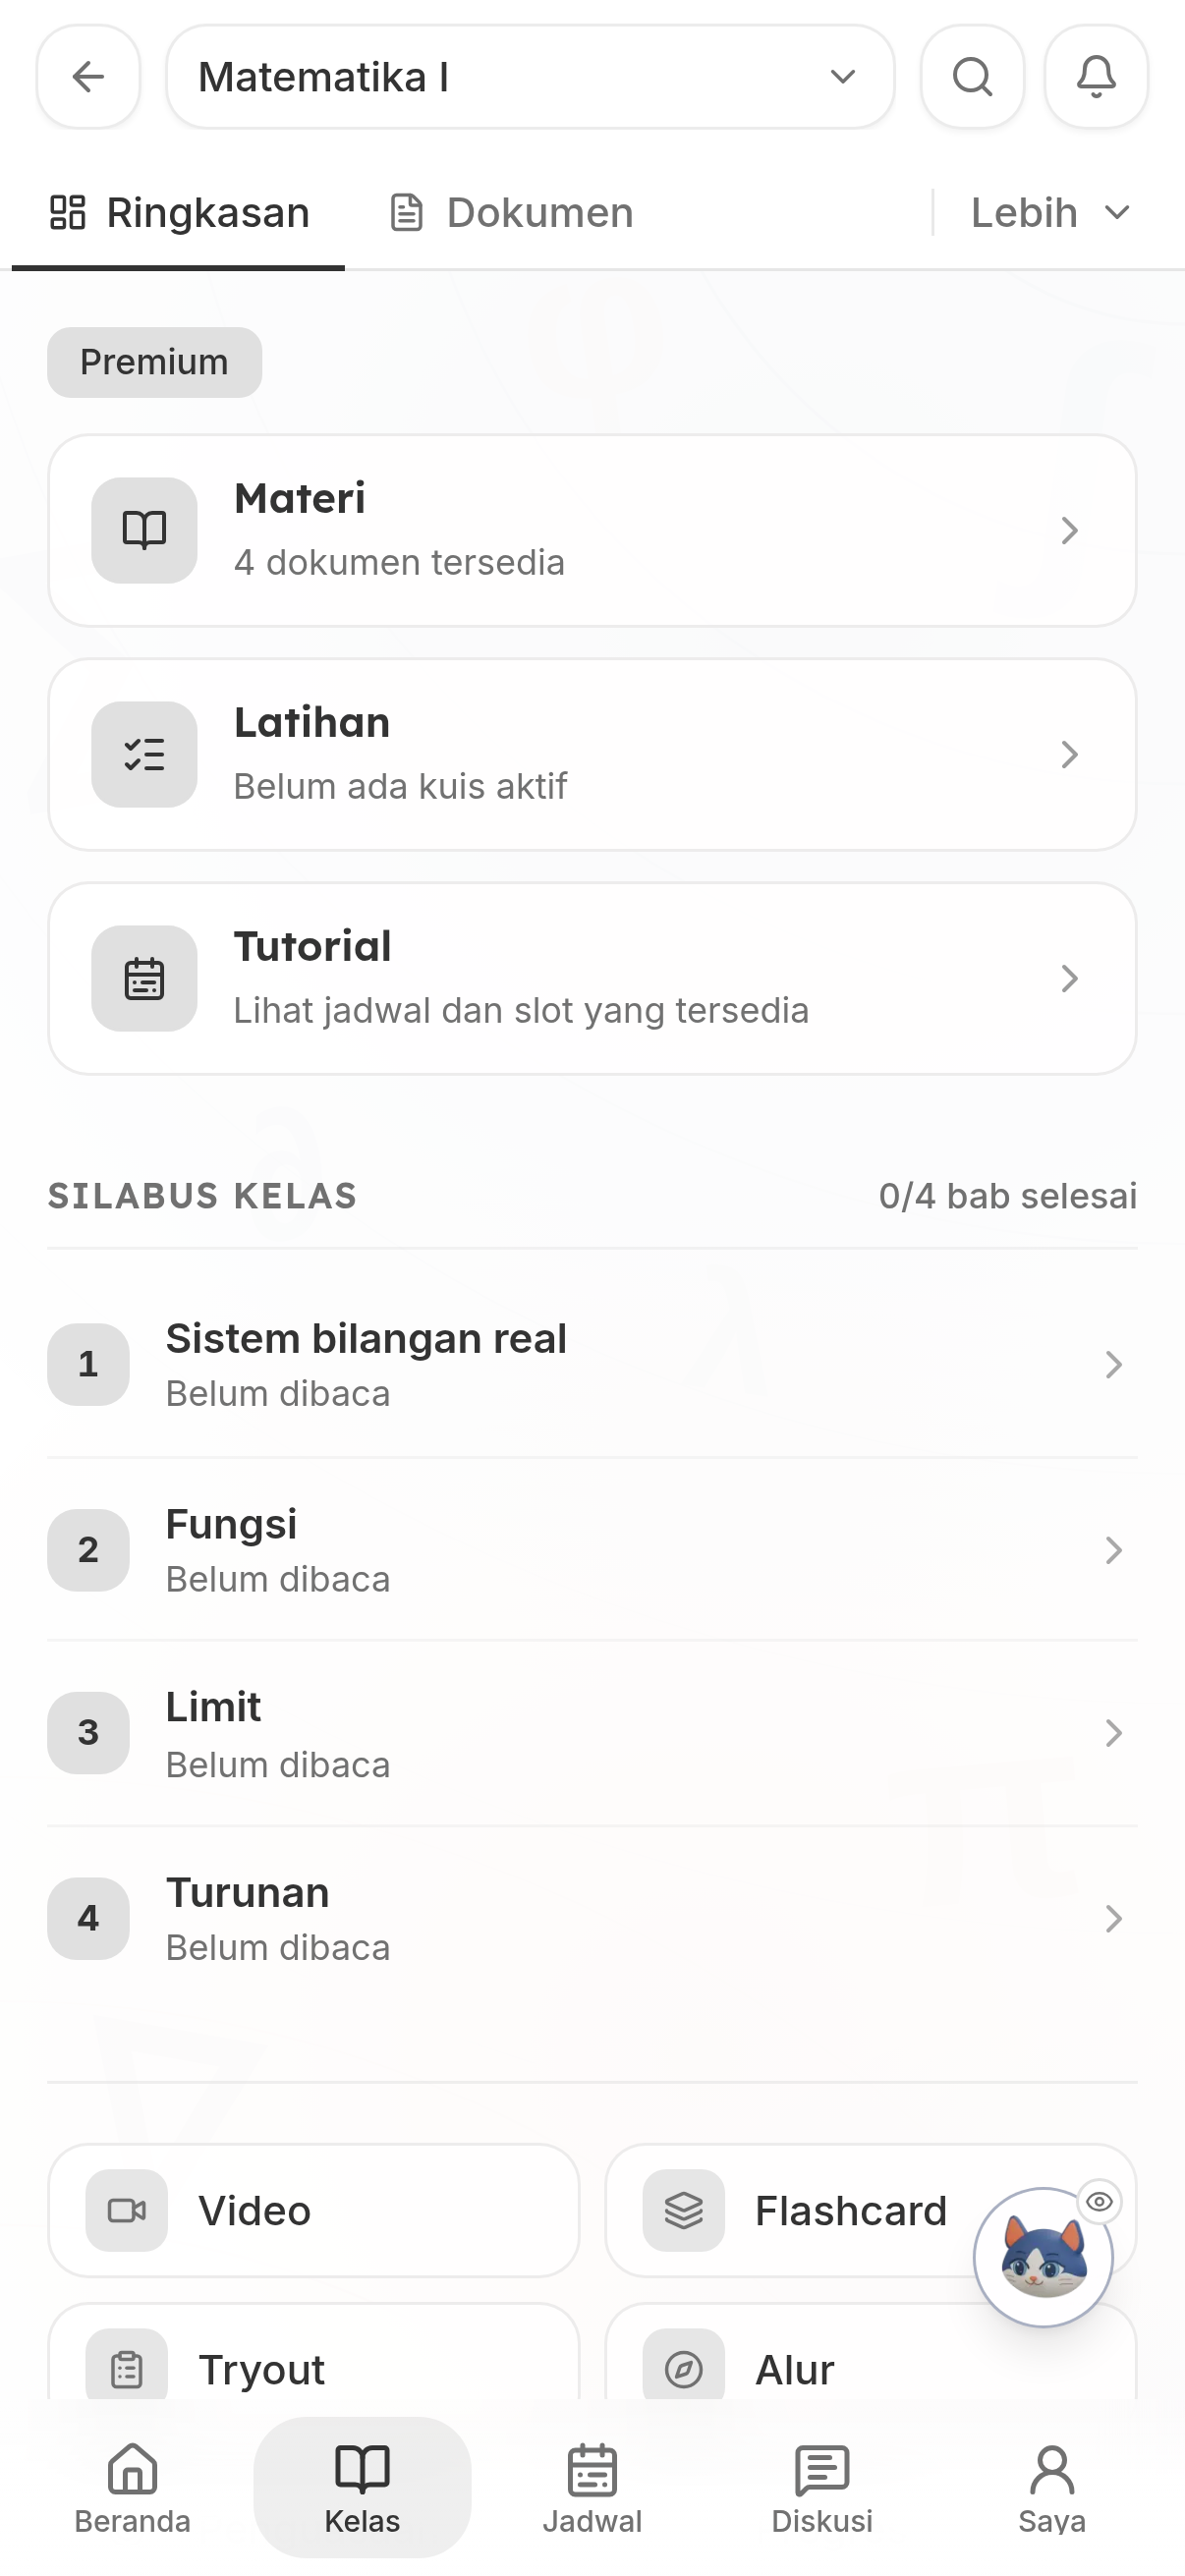 Matematika I
Ringkasan
Dokumen
Lebih
Premium
Materi
4 dokumen tersedia
Latihan
Belum ada kuis aktif
Tutorial
Lihat jadwal dan slot yang tersedia
SILABUS KELAS
0/4 bab selesai
1
Sistem bilangan real
Belum dibaca
2
Fungsi
Belum dibaca
3
Limit
Belum dibaca
4
Turunan
Belum dibaca
Video
Flashcard
Tryout
Alur
Beranda
Kelas
Jadwal
Diskusi
Saya